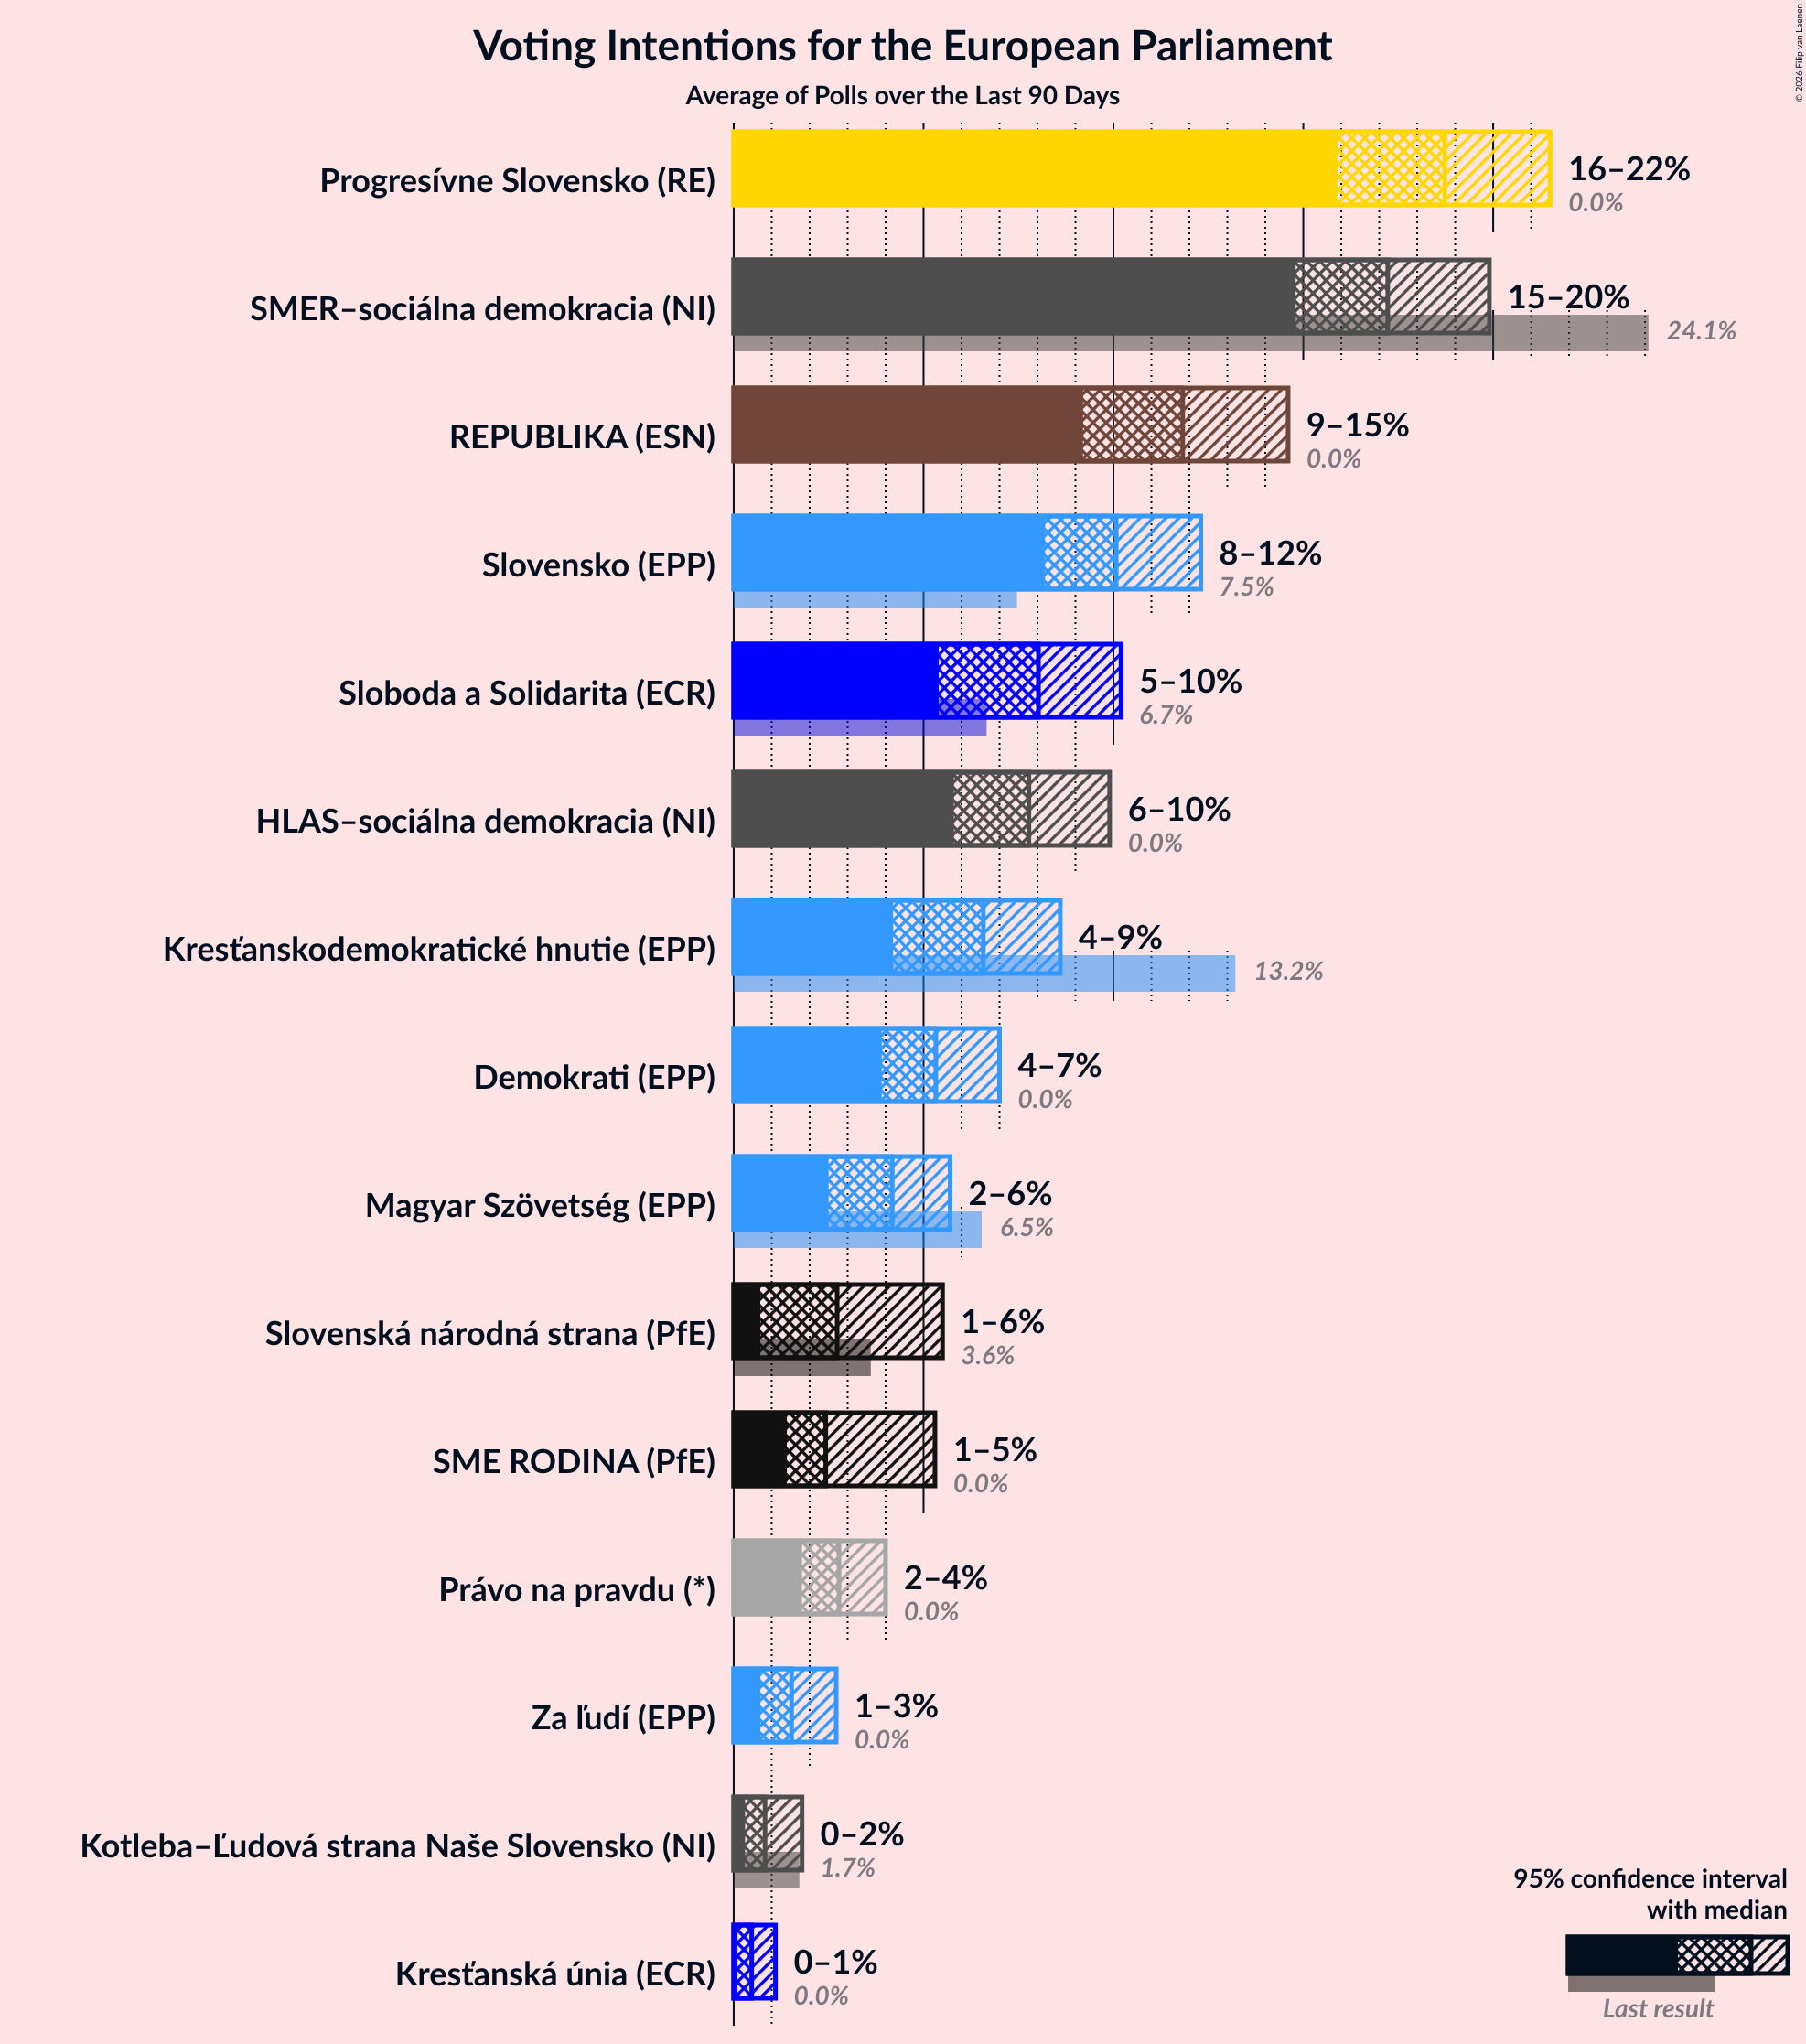 Voting Intentions for the European Parliament
Average of Polls over the Last 90 Days
© 2026 Filip van Laenen
Progresívne Slovensko (RE)
16–22%
0.0%
SMER–sociálna demokracia (NI)
15–20%
24.1%
REPUBLIKA (ESN)
9–15%
0.0%
Slovensko (EPP)
8–12%
7.5%
Sloboda a Solidarita (ECR)
5–10%
6.7%
HLAS–sociálna demokracia (NI)
6–10%
0.0%
Kresťanskodemokratické hnutie (EPP)
4–9%
13.2%
Demokrati (EPP)
4–7%
0.0%
Magyar Szövetség (EPP)
2–6%
6.5%
Slovenská národná strana (PfE)
1–6%
3.6%
SME RODINA (PfE)
1–5%
0.0%
Právo na pravdu (*)
2–4%
0.0%
Za ľudí (EPP)
1–3%
0.0%
Kotleba–Ľudová strana Naše Slovensko (NI)
0–2%
1.7%
Kresťanská únia (ECR)
0–1%
0.0%
95% confidence interval
with median
Last result